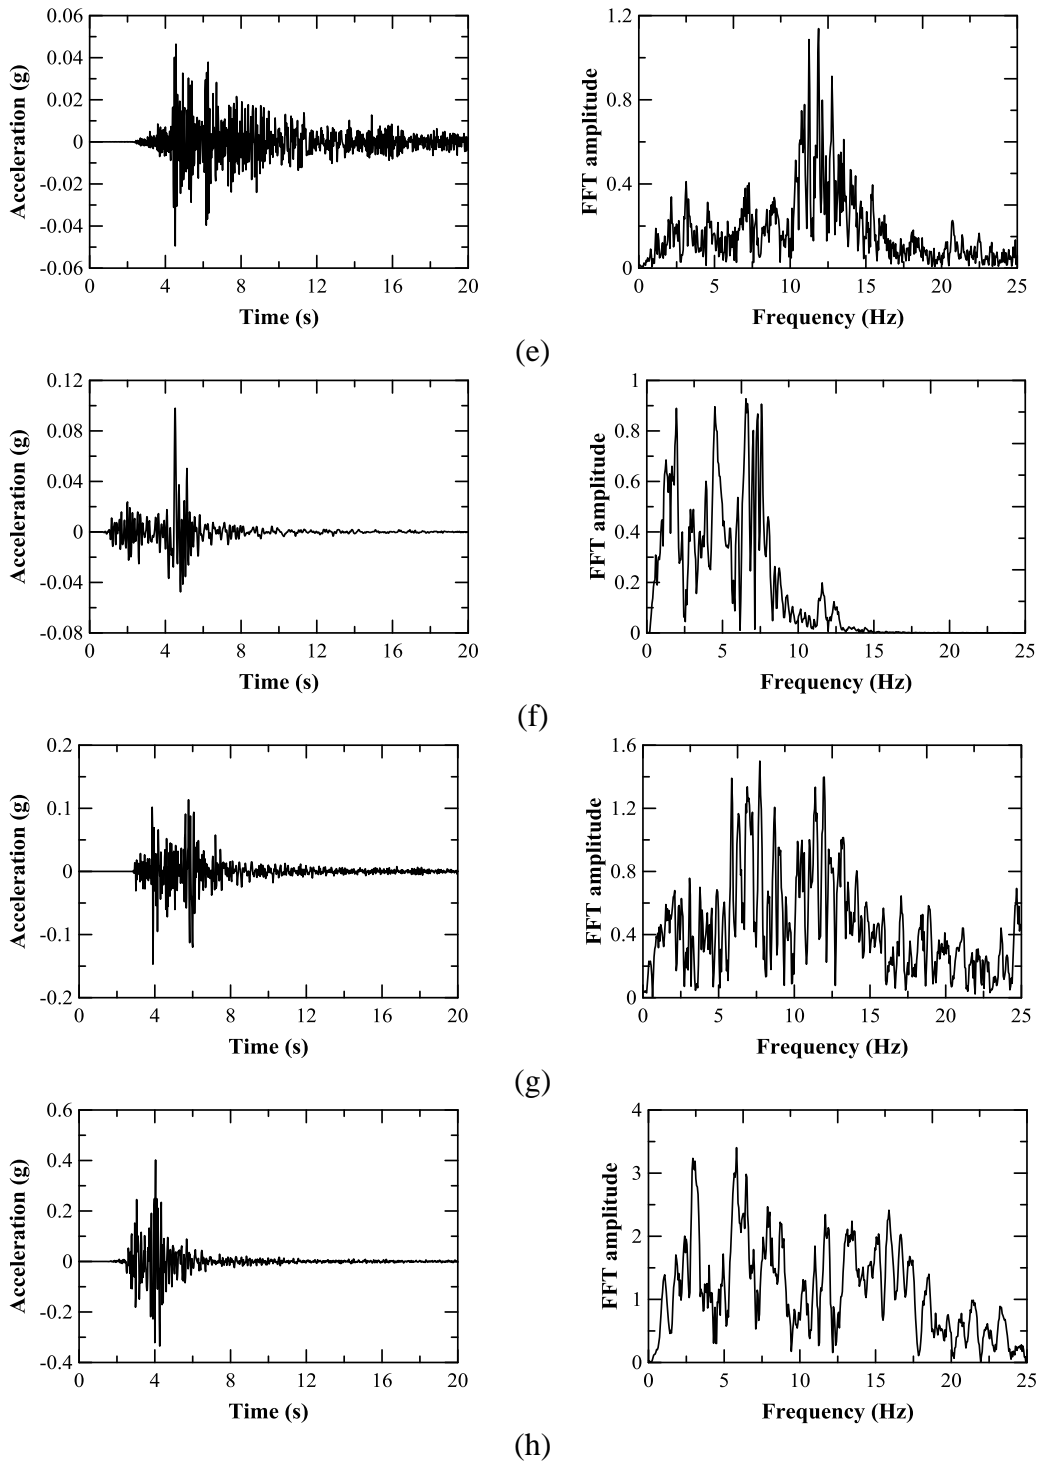 0.06
0.04
0.02
0
-0.02
-0.04
-0.06
Acceleration (g)
0 4 8 12 16 20
Time (s)
1.2
0.8
0.4
0
FFT amplitude
0 5 10 15 20 25
Frequency (Hz)
(e)
0.12
0.08
0.04
0
-0.04
-0.08
Acceleration (g)
0 4 8 12 16 20
Time (s)
1
0.8
0.6
0.4
0.2
0
FFT amplitude
0 5 10 15 20 25
Frequency (Hz)
(f)
0.2
0.1
0
-0.1
-0.2
Acceleration (g)
0 4 8 12 16 20
Time (s)
1.6
1.2
0.8
0.4
0
FFT amplitude
0 5 10 15 20 25
Frequency (Hz)
(g)
0.6
0.4
0.2
0
-0.2
-0.4
Acceleration (g)
0 4 8 12 16 20
Time (s)
4
3
2
1
0
FFT amplitude
0 5 10 15 20 25
Frequency (Hz)
(h)